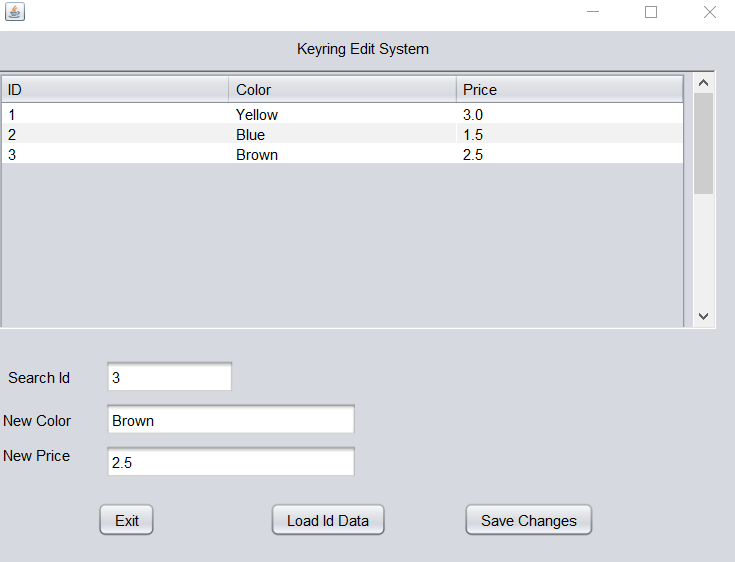 Keyring Edit System
ID Color Price
1 Yellow 3.0
2 Blue 1.5
3 Brown 2.5
Search Id 3
New Color Brown
New Price 2.5
Exit Load Id Data Save Changes